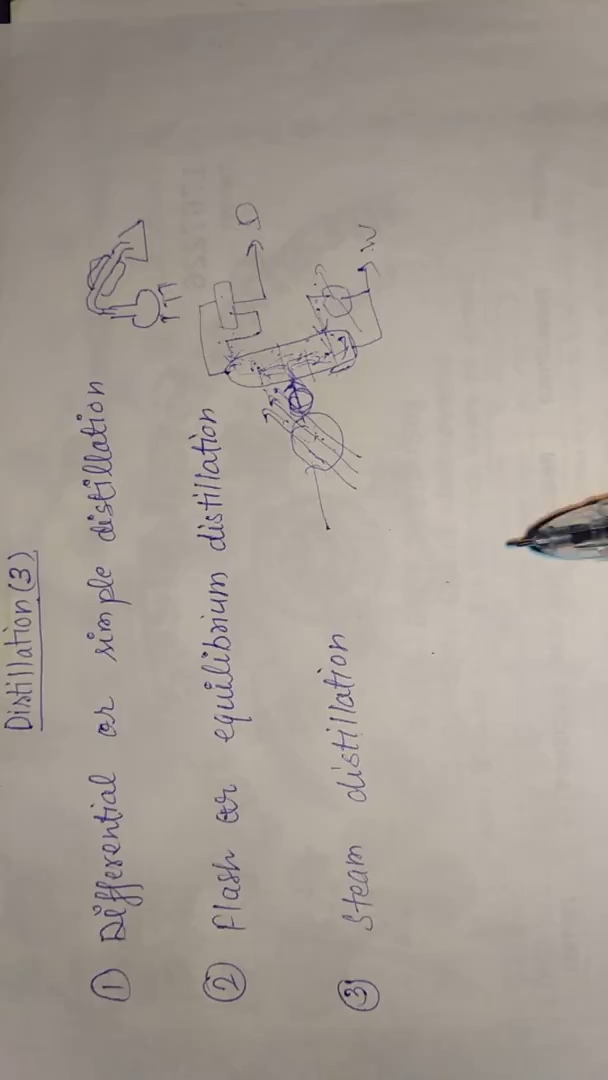 Distillation (3)
① Differential or simple distillation
② Flash or equilibrium distillation
D
W
③ Steam distillation